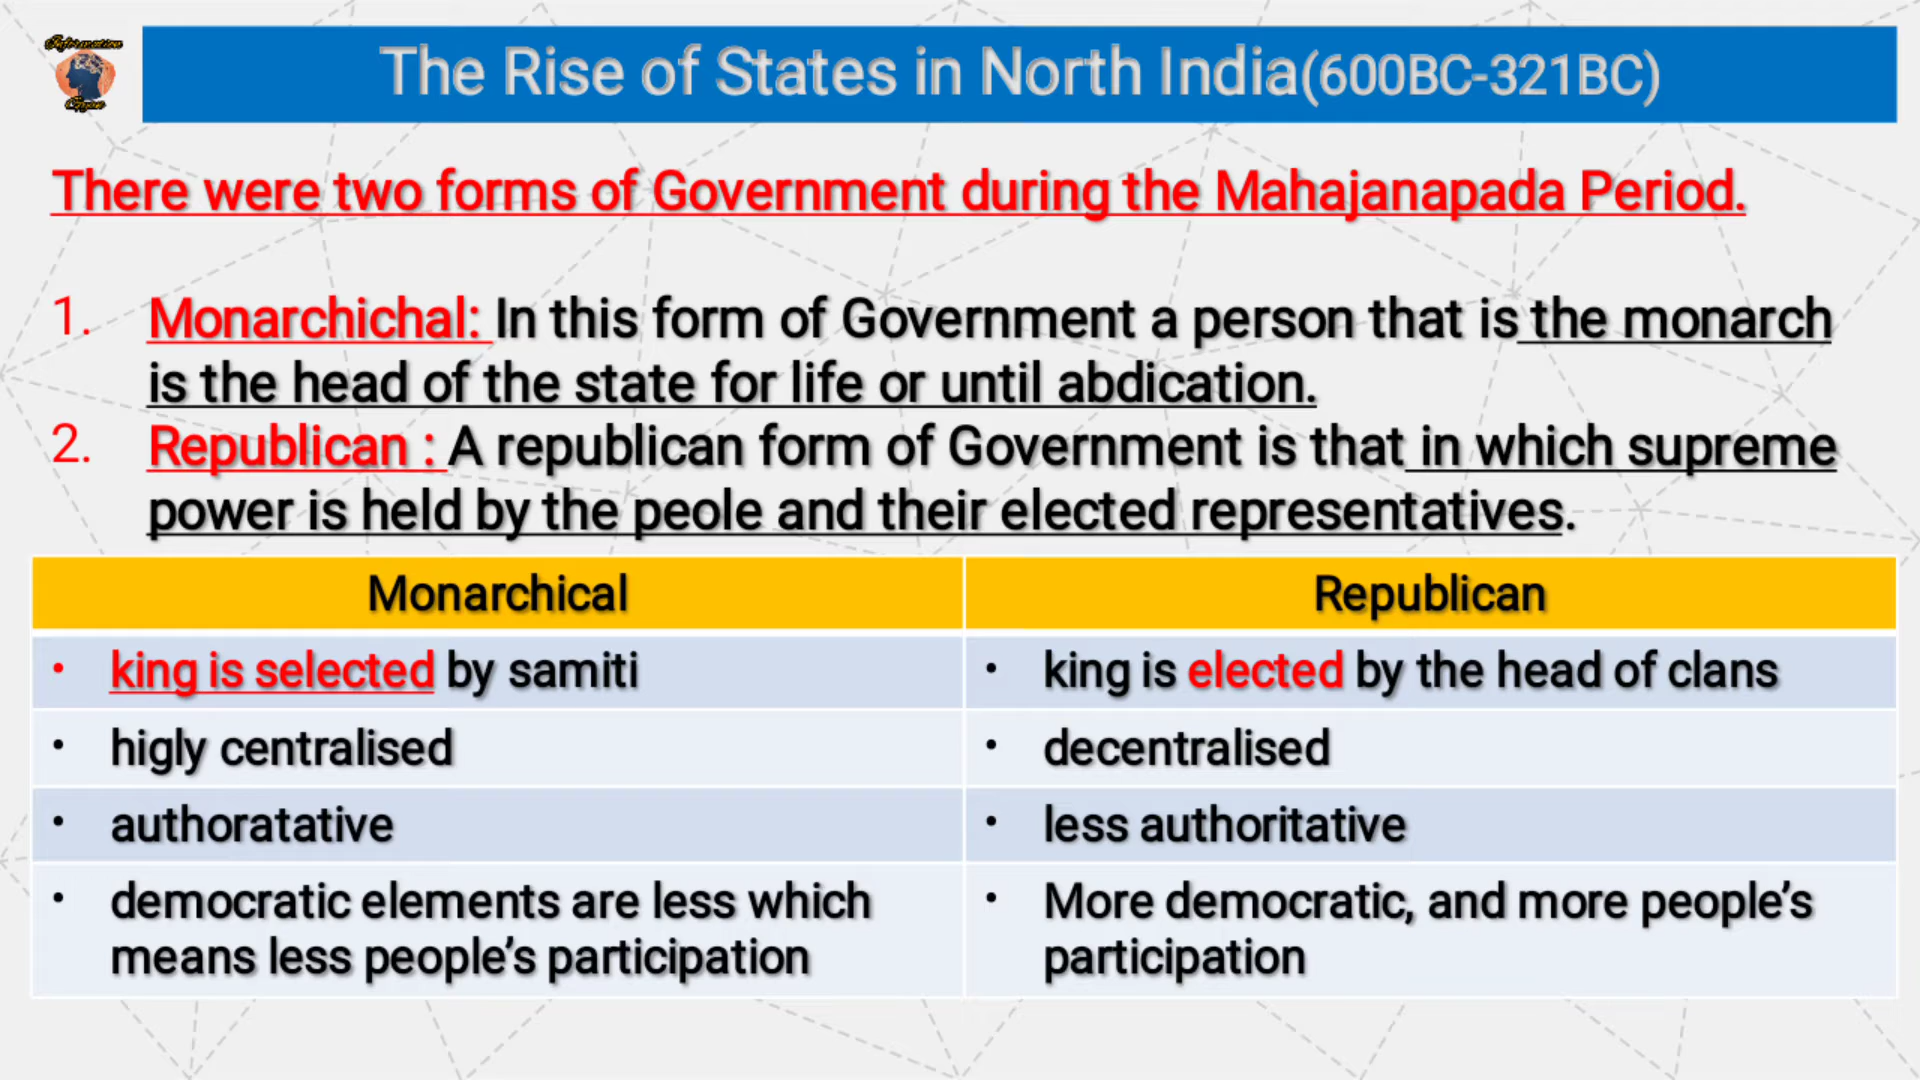 Information
The Rise of States in North India(600BC-321BC)
There were two forms of Government during the Mahajanapada Period.
1. Monarchichal: In this form of Government a person that is the monarch
is the head of the state for life or until abdication.
2. Republican : A republican form of Government is that in which supreme
power is held by the peole and their elected representatives.
Monarchical
Republican
• king is selected by samiti
• king is elected by the head of clans
• higly centralised
• decentralised
• authoratative
• less authoritative
• democratic elements are less which
means less people’s participation
• More democratic, and more people’s
participation